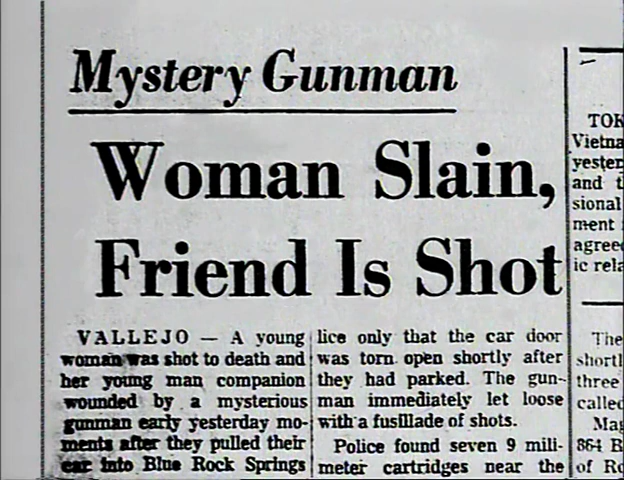 Mystery Gunman
Woman Slain,
Friend Is Shot
VALLEJO — A young
woman was shot to death and
her young man companion
wounded by a mysterious
gunman early yesterday mo-
ments after they pulled their
car into Blue Rock Springs
lice only that the car door
was torn open shortly after
they had parked. The gun-
man immediately let loose
with a fusillade of shots.
Police found seven 9 mili-
meter cartridges near the
TOK
Vietna
yester
and t
sional
ment
agree
ic rela
The
shortl
three
called
Mag
864 B
of Ro